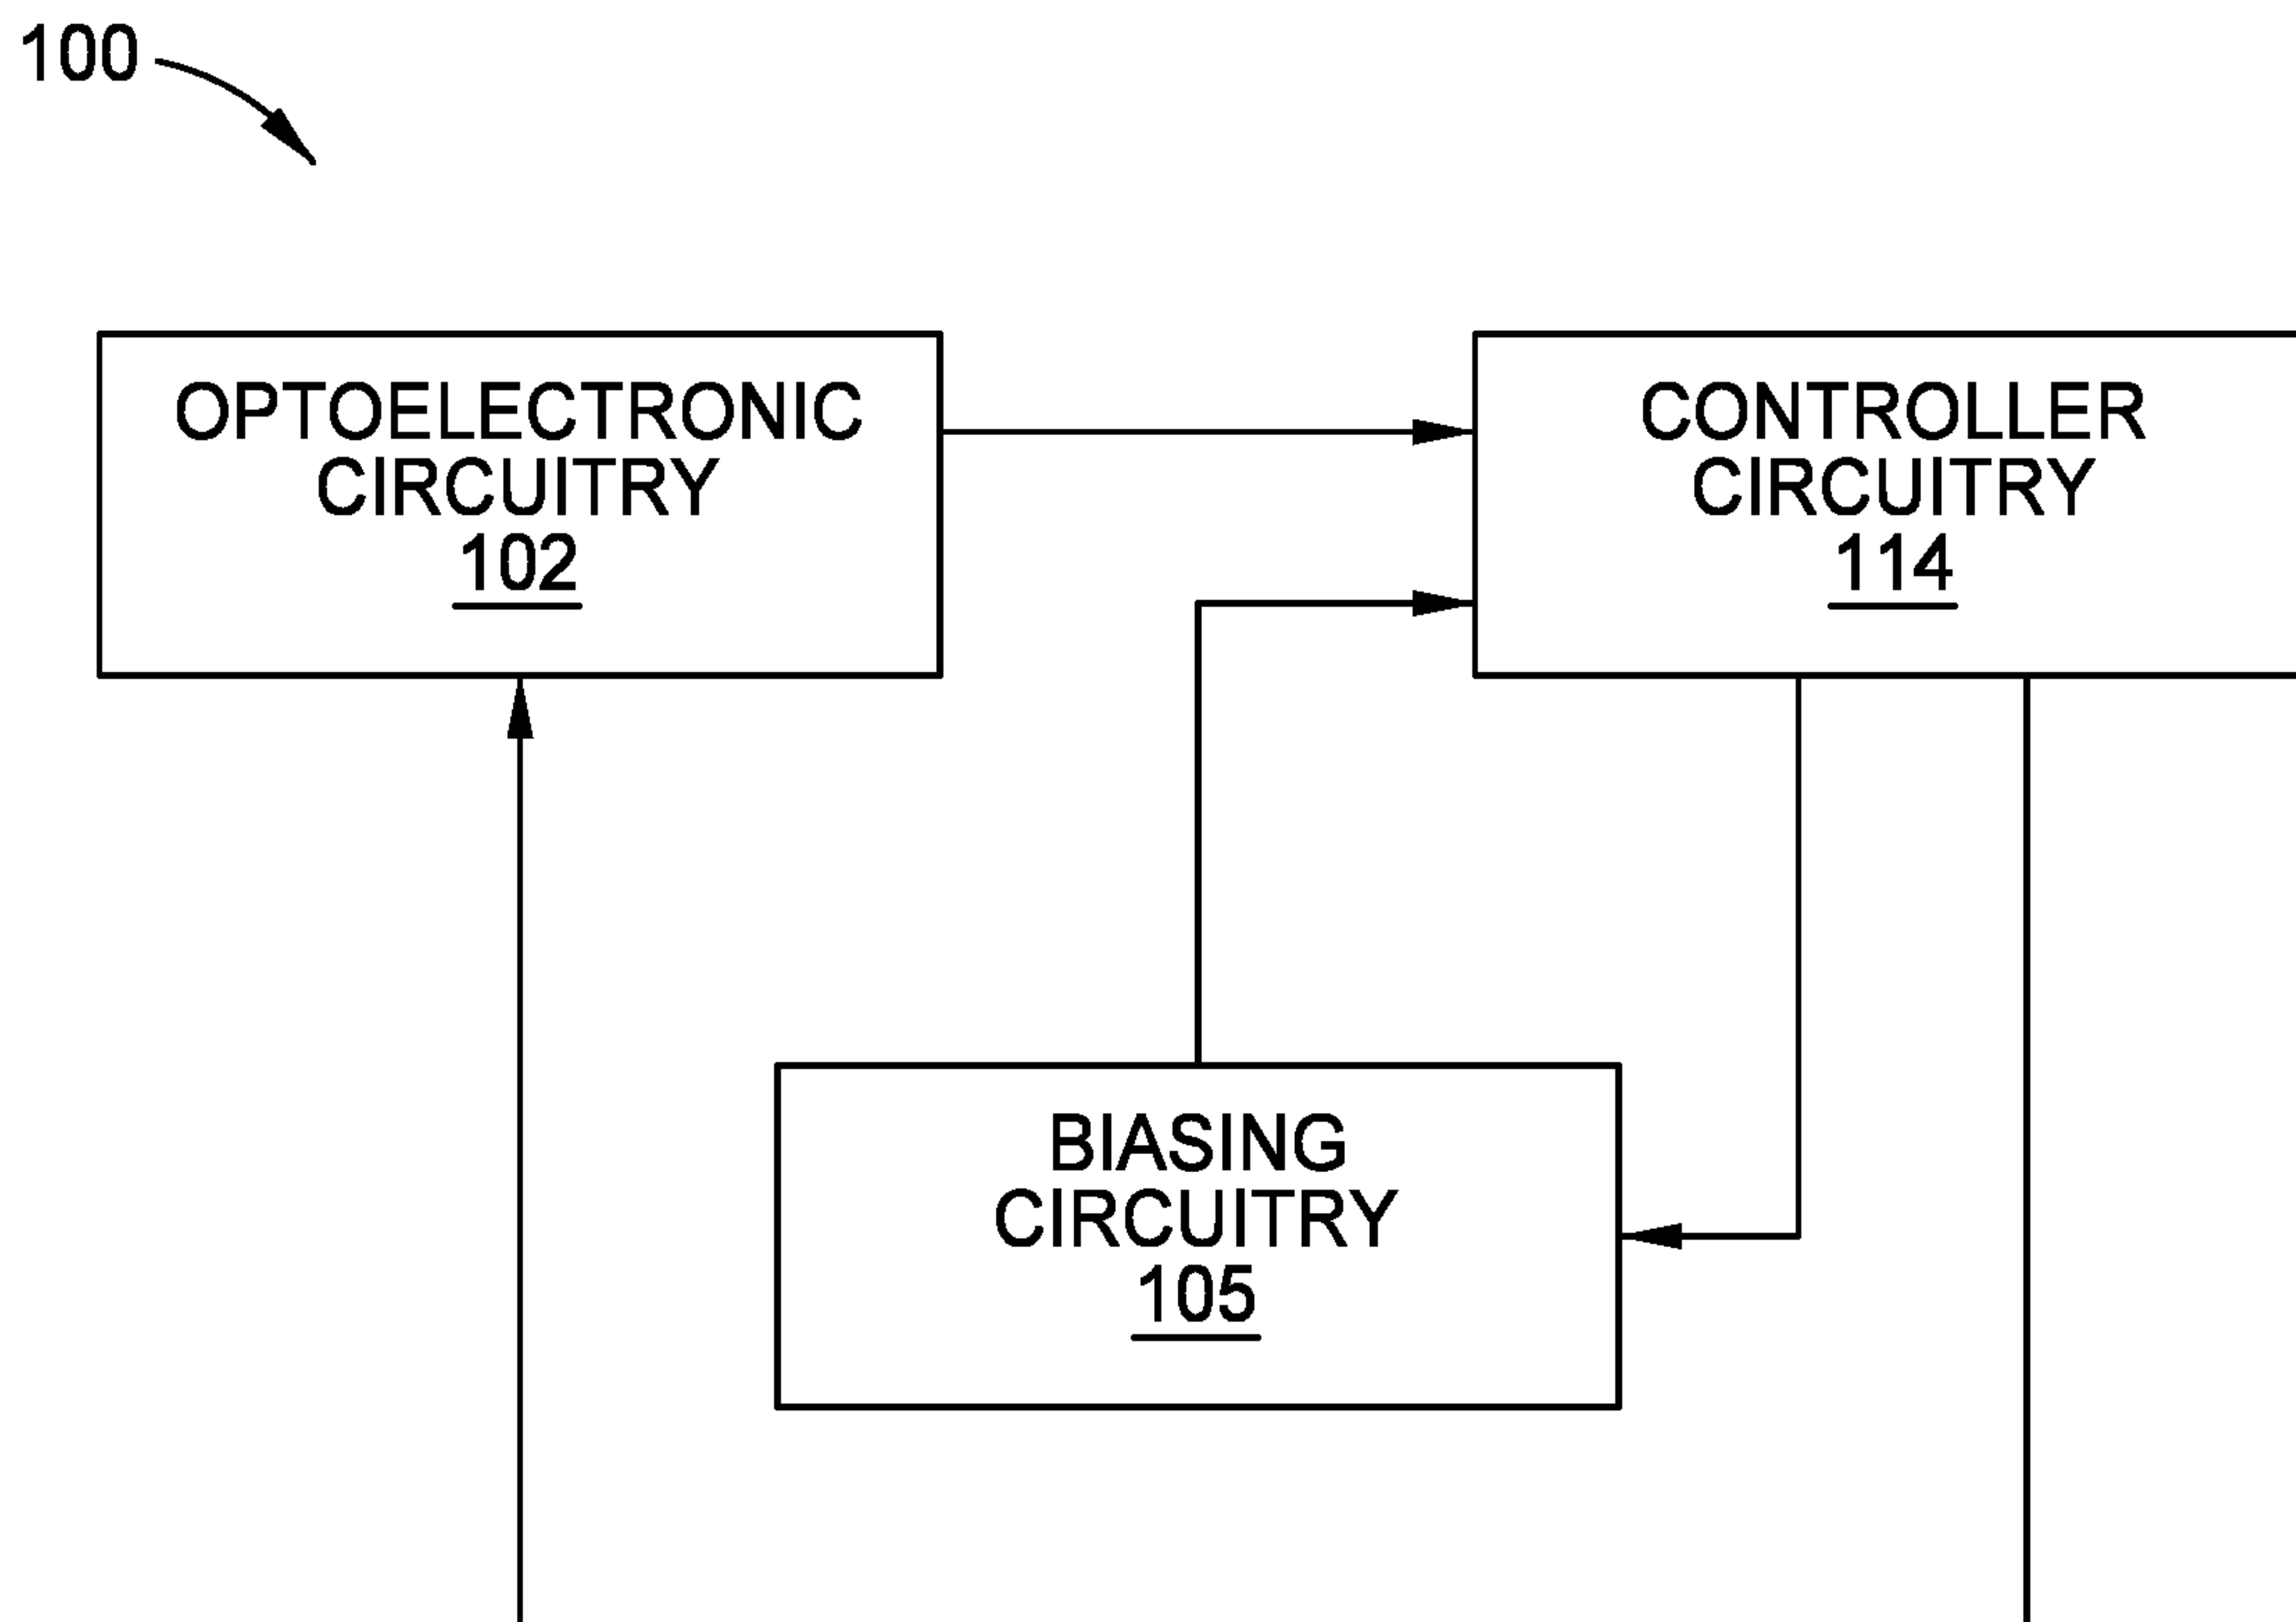 100
OPTOELECTRONIC
CIRCUITRY
102
CONTROLLER
CIRCUITRY
114
BIASING
CIRCUITRY
105